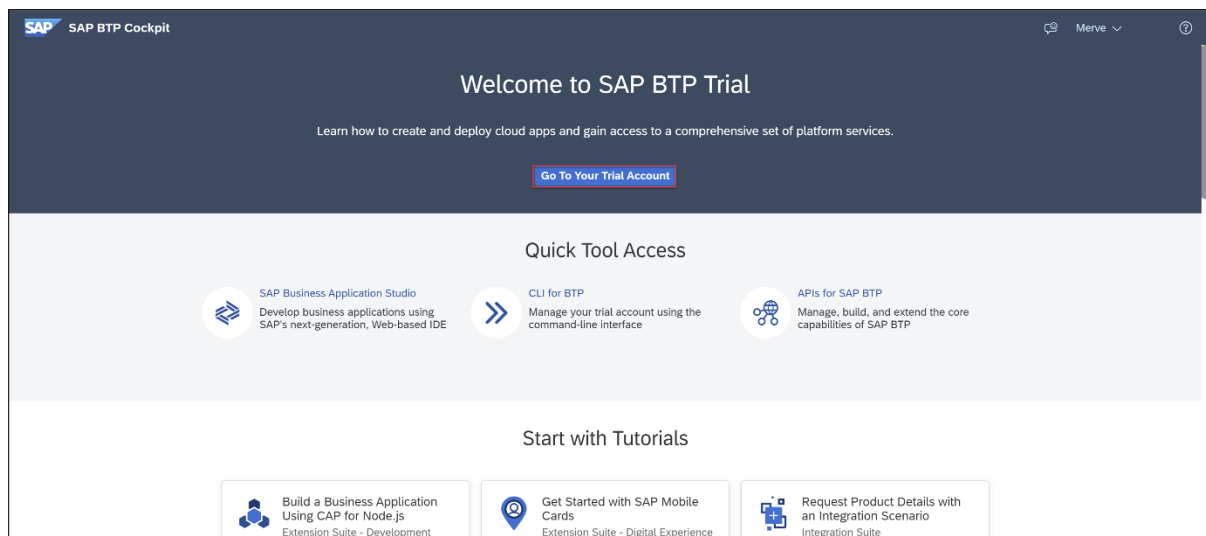 SAP SAP BTP Cockpit Merve
Welcome to SAP BTP Trial
Learn how to create and deploy cloud apps and gain access to a comprehensive set of platform services.
Go To Your Trial Account
Quick Tool Access
SAP Business Application Studio
Develop business applications using
SAP's next-generation, Web-based IDE
CLI for BTP
Manage your trial account using the
command-line interface
APIs for SAP BTP
Manage, build, and extend the core
capabilities of SAP BTP
Start with Tutorials
Build a Business Application
Using CAP for Node.js
Extension Suite - Development
Get Started with SAP Mobile
Cards
Extension Suite - Digital Experience
Request Product Details with
an Integration Scenario
Integration Suite